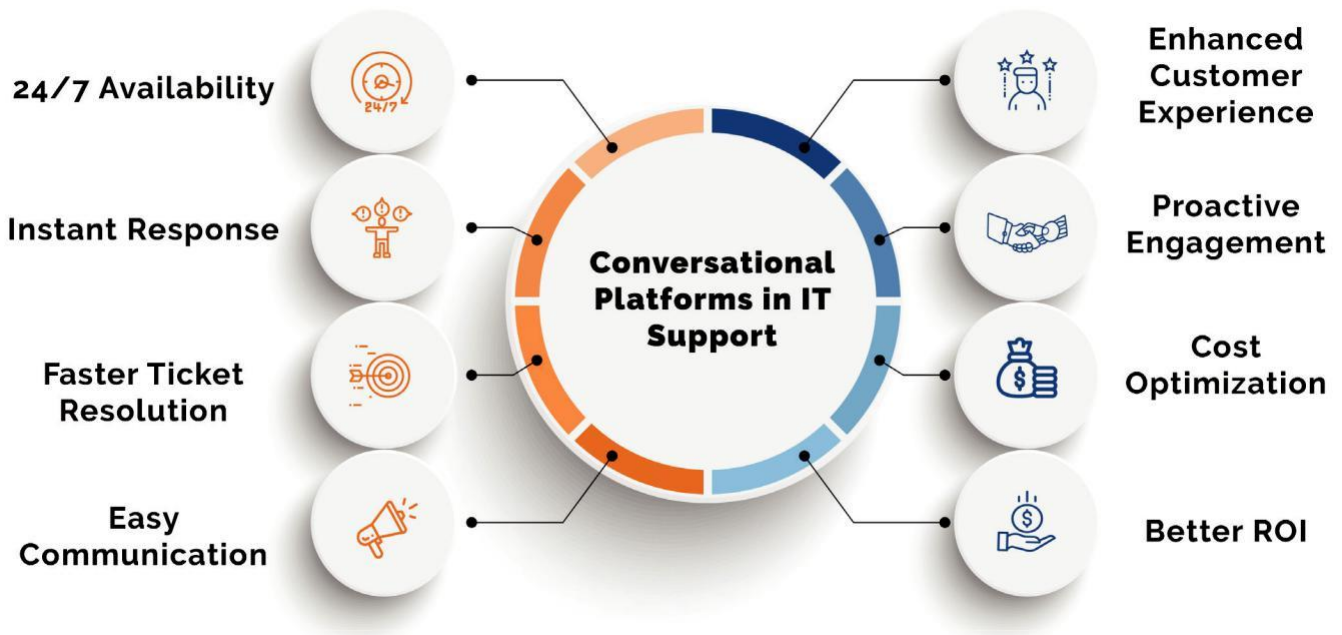 24/7 Availability
24/7
Instant Response
Faster Ticket
Resolution
Easy
Communication
Conversational
Platforms in IT
Support
Enhanced
Customer
Experience
Proactive
Engagement
Cost
Optimization
$
Better ROI
$